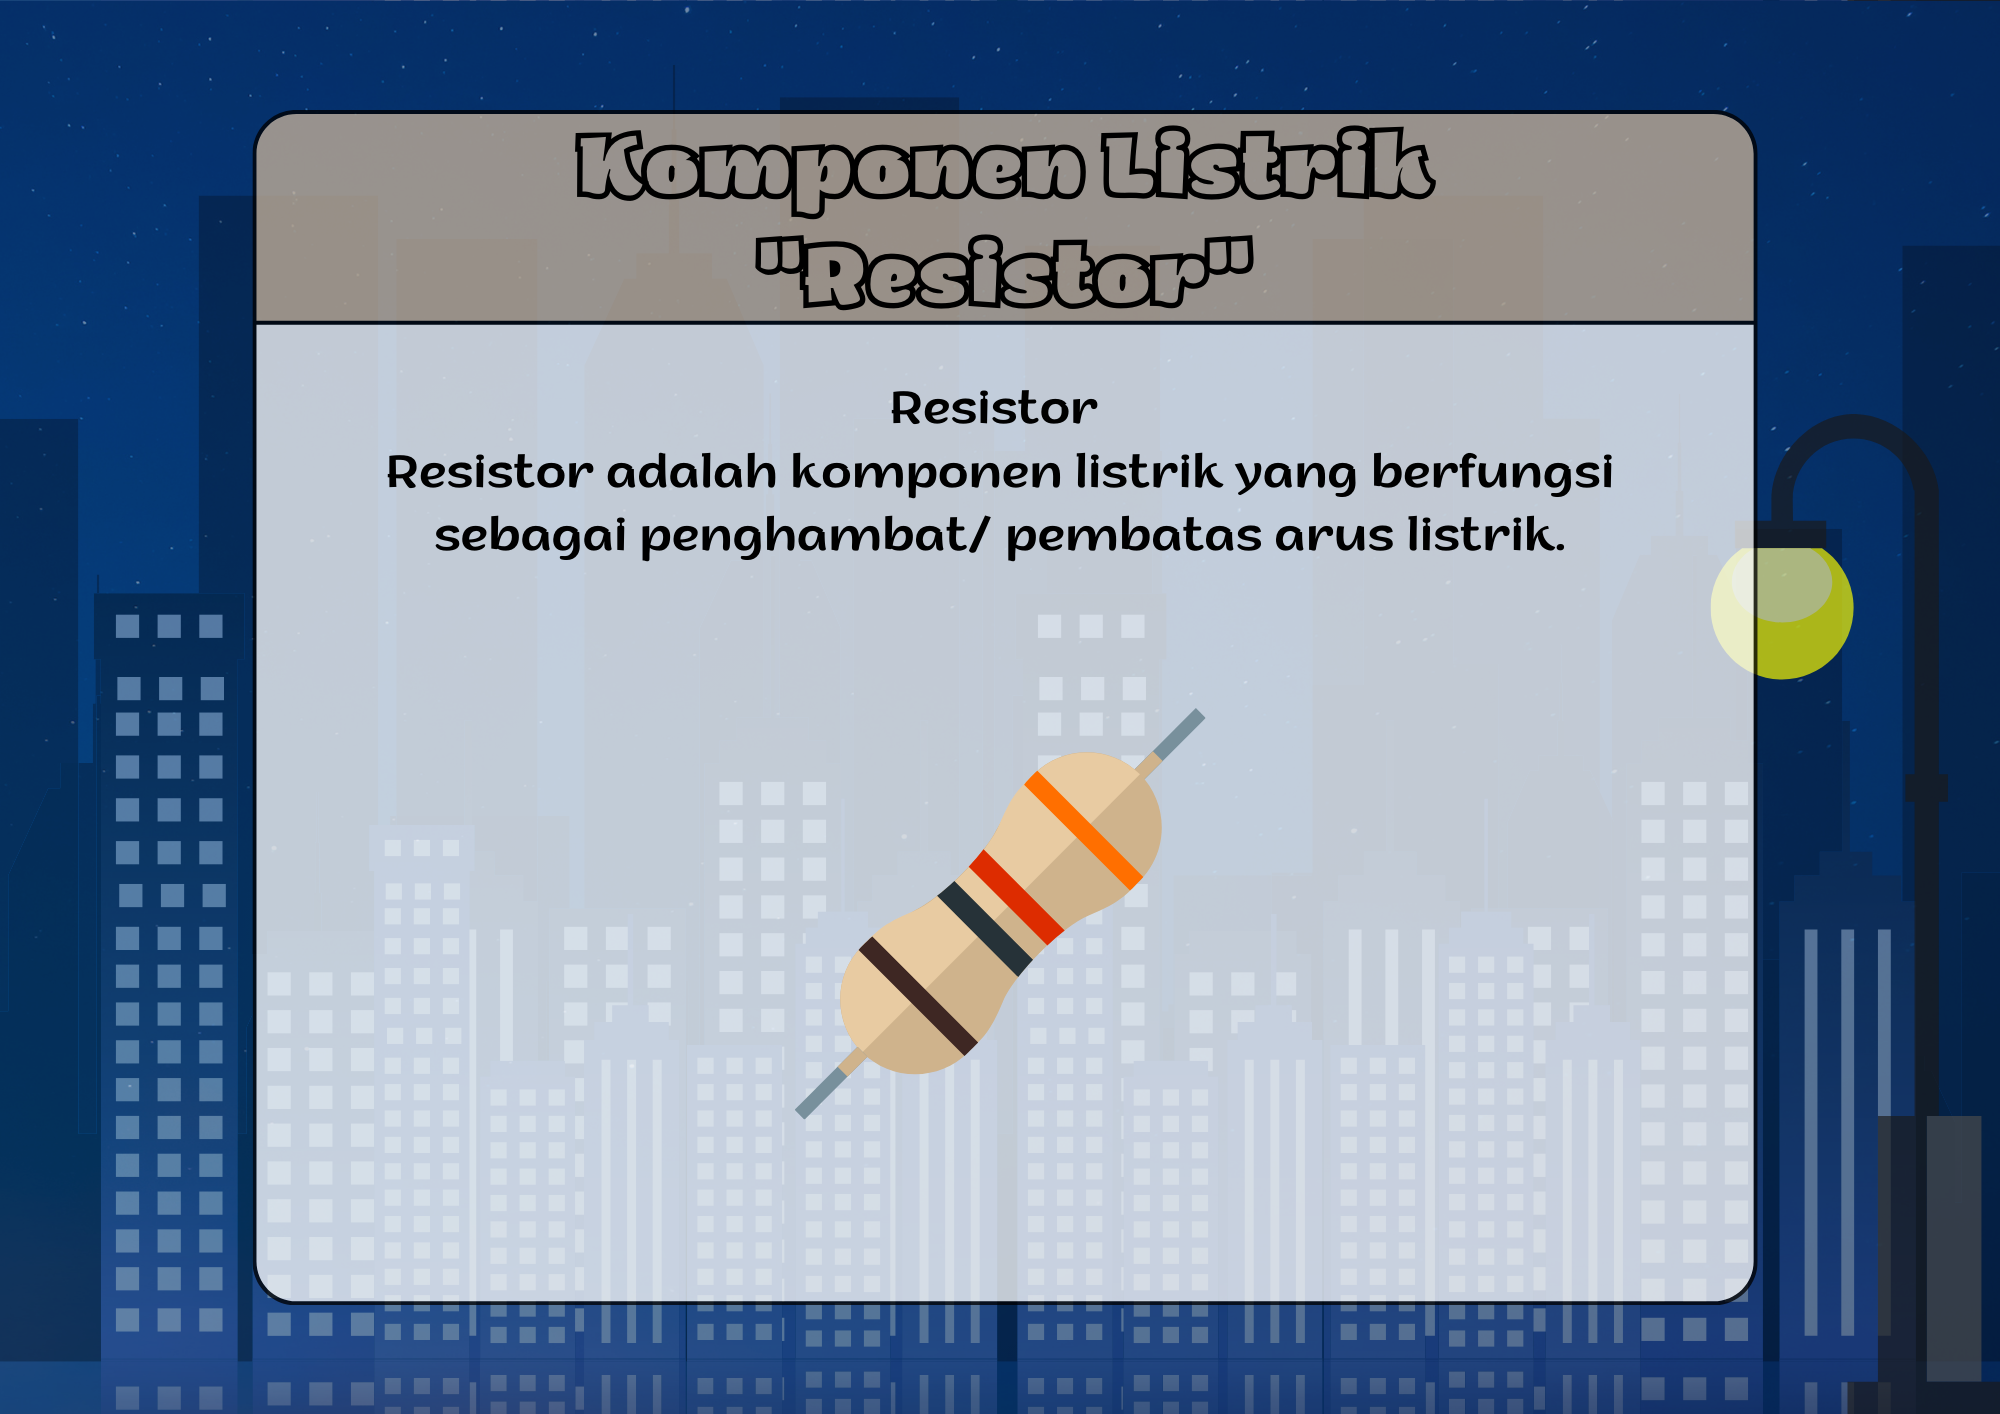 Komponen Listrik
"Resistor"
Resistor
Resistor adalah komponen listrik yang berfungsi
sebagai penghambat/ pembatas arus listrik.